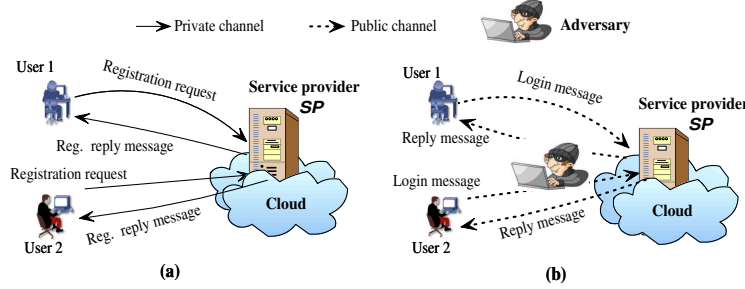 Private channel
Public channel
Adversary
User 1
Registration request
Service provider
SP
Reg. reply message
Registration request
Cloud
Reg. reply message
User 2
(a)
User 1
Login message
Service provider
SP
Reply message
Login message
Cloud
Reply message
User 2
(b)